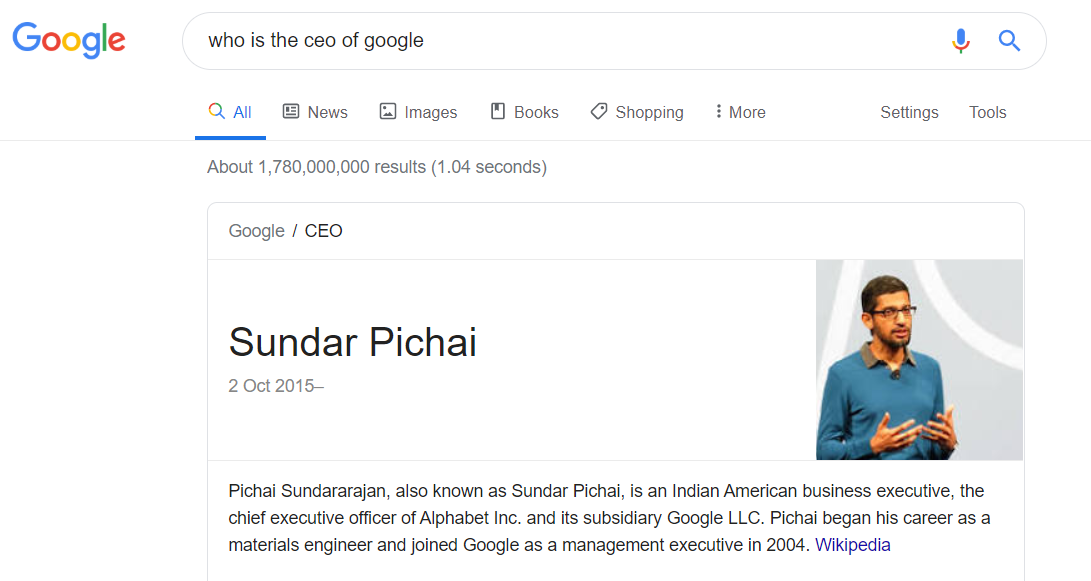 Google
who is the ceo of google
All News Images Books Shopping More Settings Tools
About 1,780,000,000 results (1.04 seconds)
Google / CEO
Sundar Pichai
2 Oct 2015–
Pichai Sundararajan, also known as Sundar Pichai, is an Indian American business executive, the
chief executive officer of Alphabet Inc. and its subsidiary Google LLC. Pichai began his career as a
materials engineer and joined Google as a management executive in 2004. Wikipedia